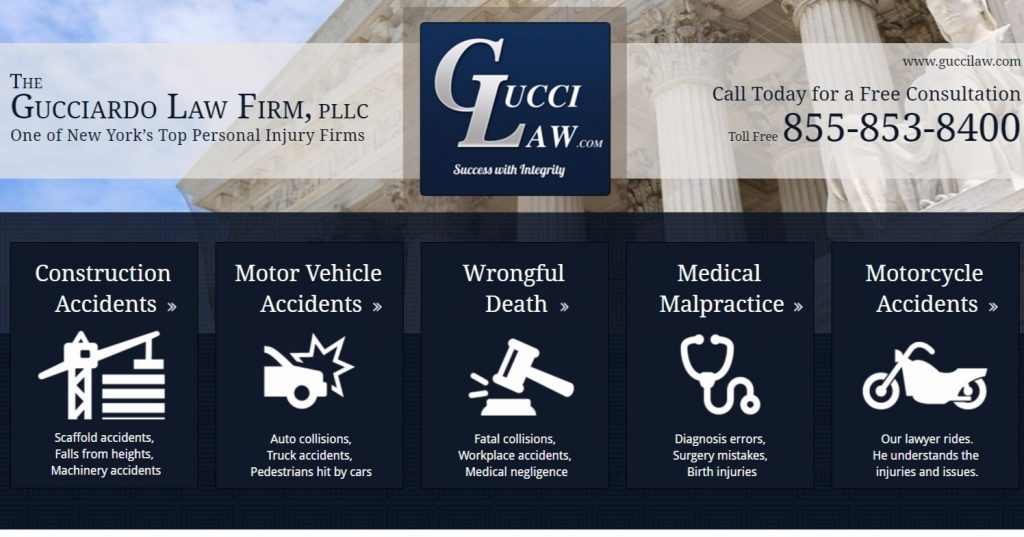 The
Gucciardo Law Firm, PLLC
One of New York's Top Personal Injury Firms
Gucci
Law.com
Success with Integrity
www.guccilaw.com
Call Today for a Free Consultation
Toll Free 855-853-8400
Construction
Accidents »
Scaffold accidents,
Falls from heights,
Machinery accidents
Motor Vehicle
Accidents »
Auto collisions,
Truck accidents,
Pedestrians hit by cars
Wrongful
Death »
Fatal collisions,
Workplace accidents,
Medical negligence
Medical
Malpractice »
Diagnosis errors,
Surgery mistakes,
Birth injuries
Motorcycle
Accidents »
Our lawyer rides.
He understands the
injuries and issues.